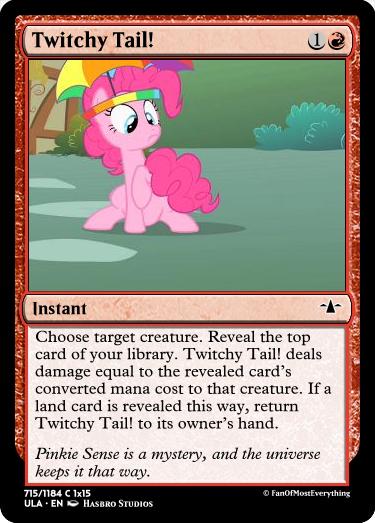 Twitchy Tail!
1
Instant
Choose target creature. Reveal the top
card of your library. Twitchy Tail! deals
damage equal to the revealed card's
converted mana cost to that creature. If a
land card is revealed this way, return
Twitchy Tail! to its owner's hand.
Pinkie Sense is a mystery, and the universe
keeps it that way.
715/1184 C 1x15
ULA · EN Hasbro Studios
© FanOfMostEverything